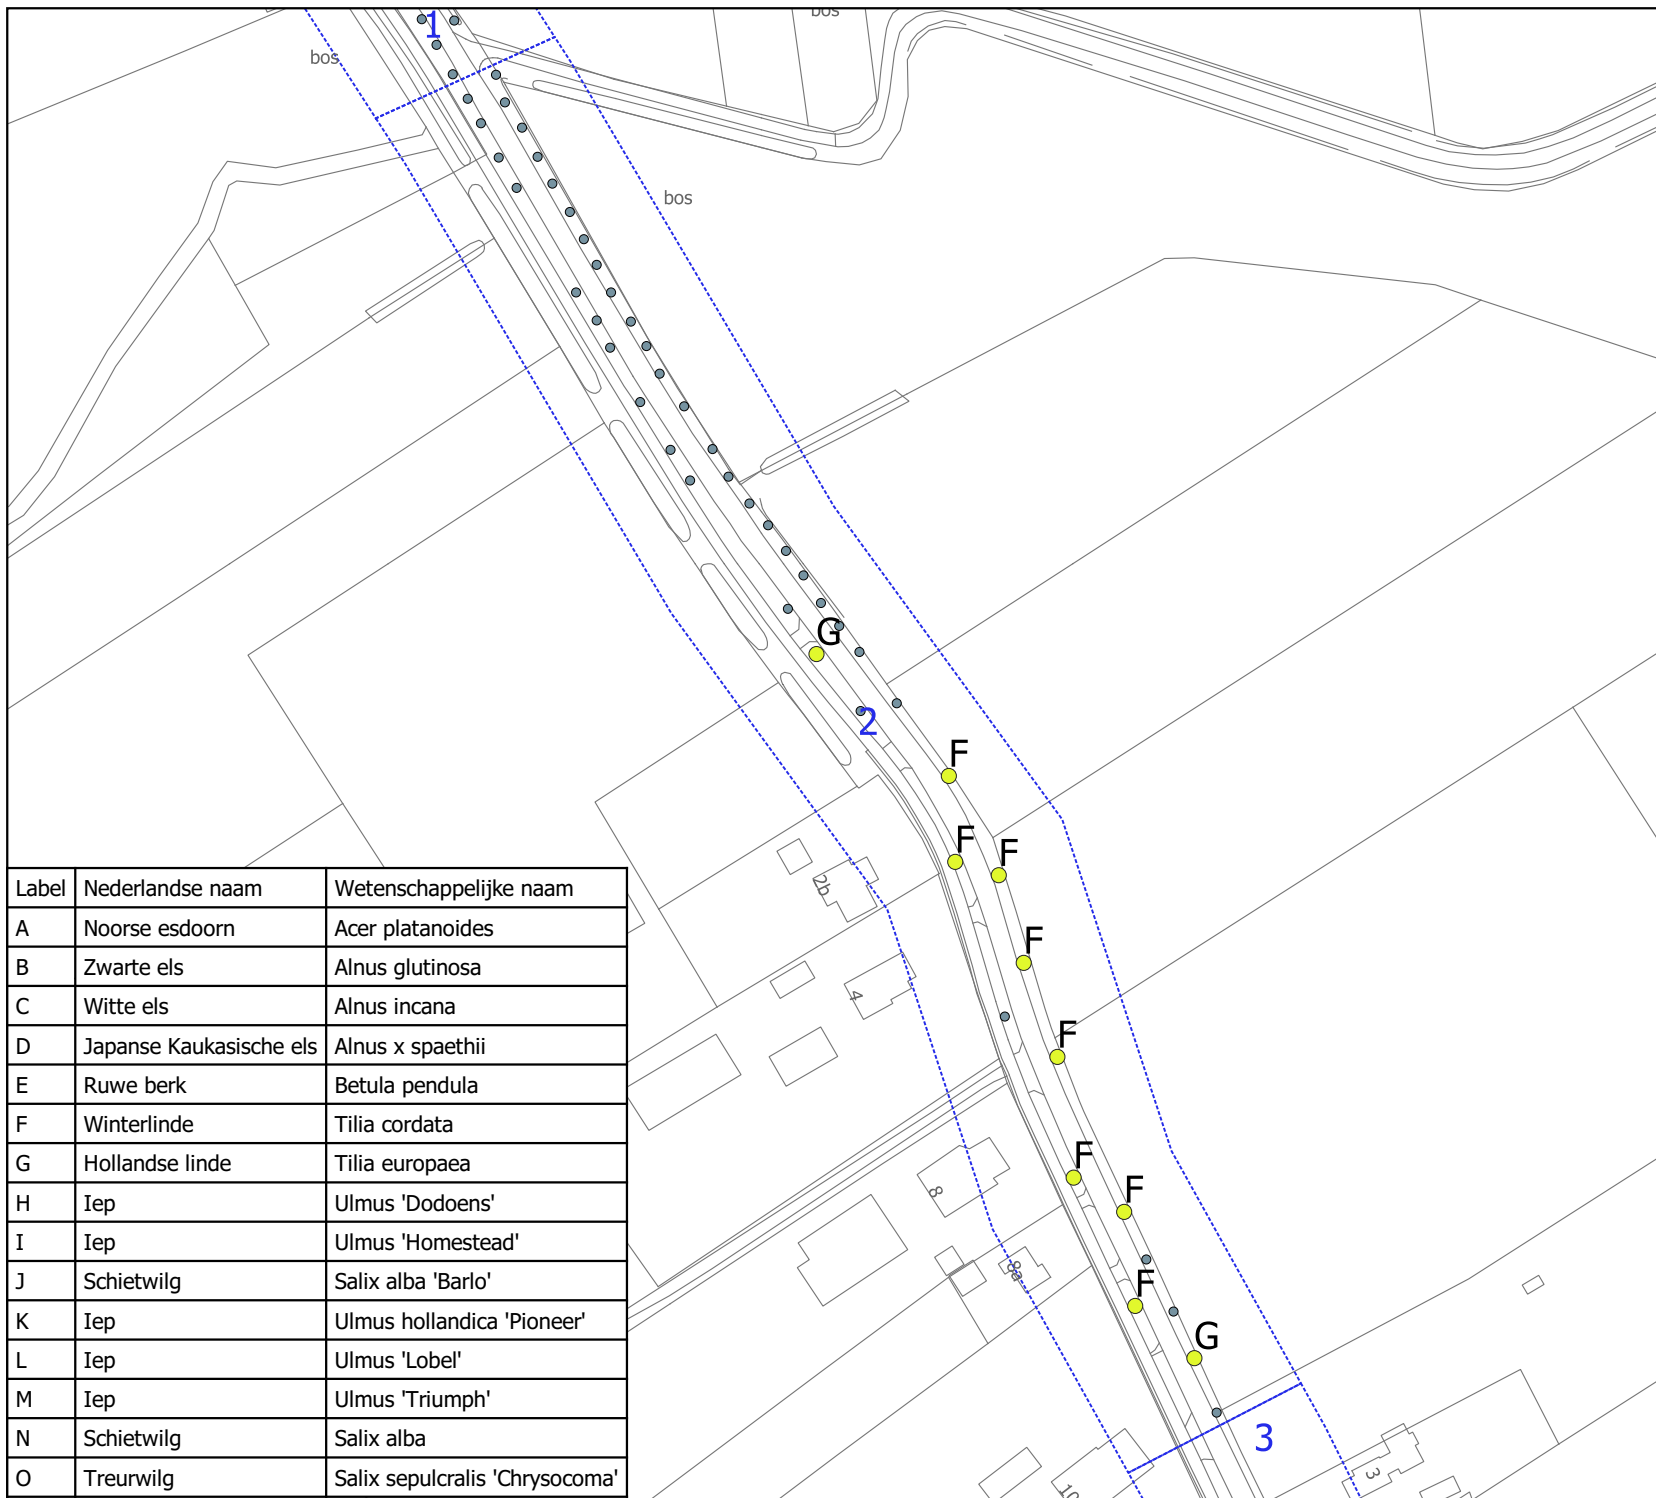 bos
1
bos
bos
G
2
F
F
F
F
F
F
F
F
G
3
2b
4
8
8a
10
3
Label Nederlandse naam Wetenschappelijke naam
A Noorse esdoorn Acer platanoides
B Zwarte els Alnus glutinosa
C Witte els Alnus incana
D Japanse Kaukasische els Alnus x spaethii
E Ruwe berk Betula pendula
F Winterlinde Tilia cordata
G Hollandse linde Tilia europaea
H Iep Ulmus 'Dodoens'
I Iep Ulmus 'Homestead'
J Schietwilg Salix alba 'Barlo'
K Iep Ulmus hollandica 'Pioneer'
L Iep Ulmus 'Lobel'
M Iep Ulmus 'Triumph'
N Schietwilg Salix alba
O Treurwilg Salix sepulcralis 'Chrysocoma'